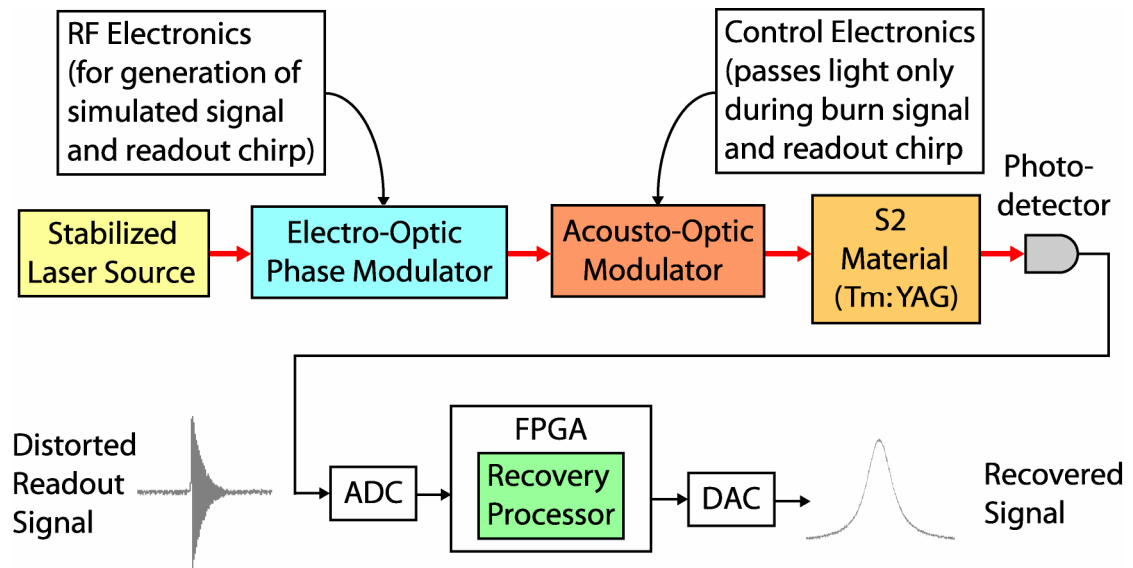 RF Electronics
(for generation of
simulated signal
and readout chirp)
Control Electronics
(passes light only
during burn signal
and readout chirp
Photo-
detector
Stabilized
Laser Source
Electro-Optic
Phase Modulator
Acousto-Optic
Modulator
S2
Material
(Tm:YAG)
Distorted
Readout
Signal
ADC
FPGA
Recovery
Processor
DAC
Recovered
Signal